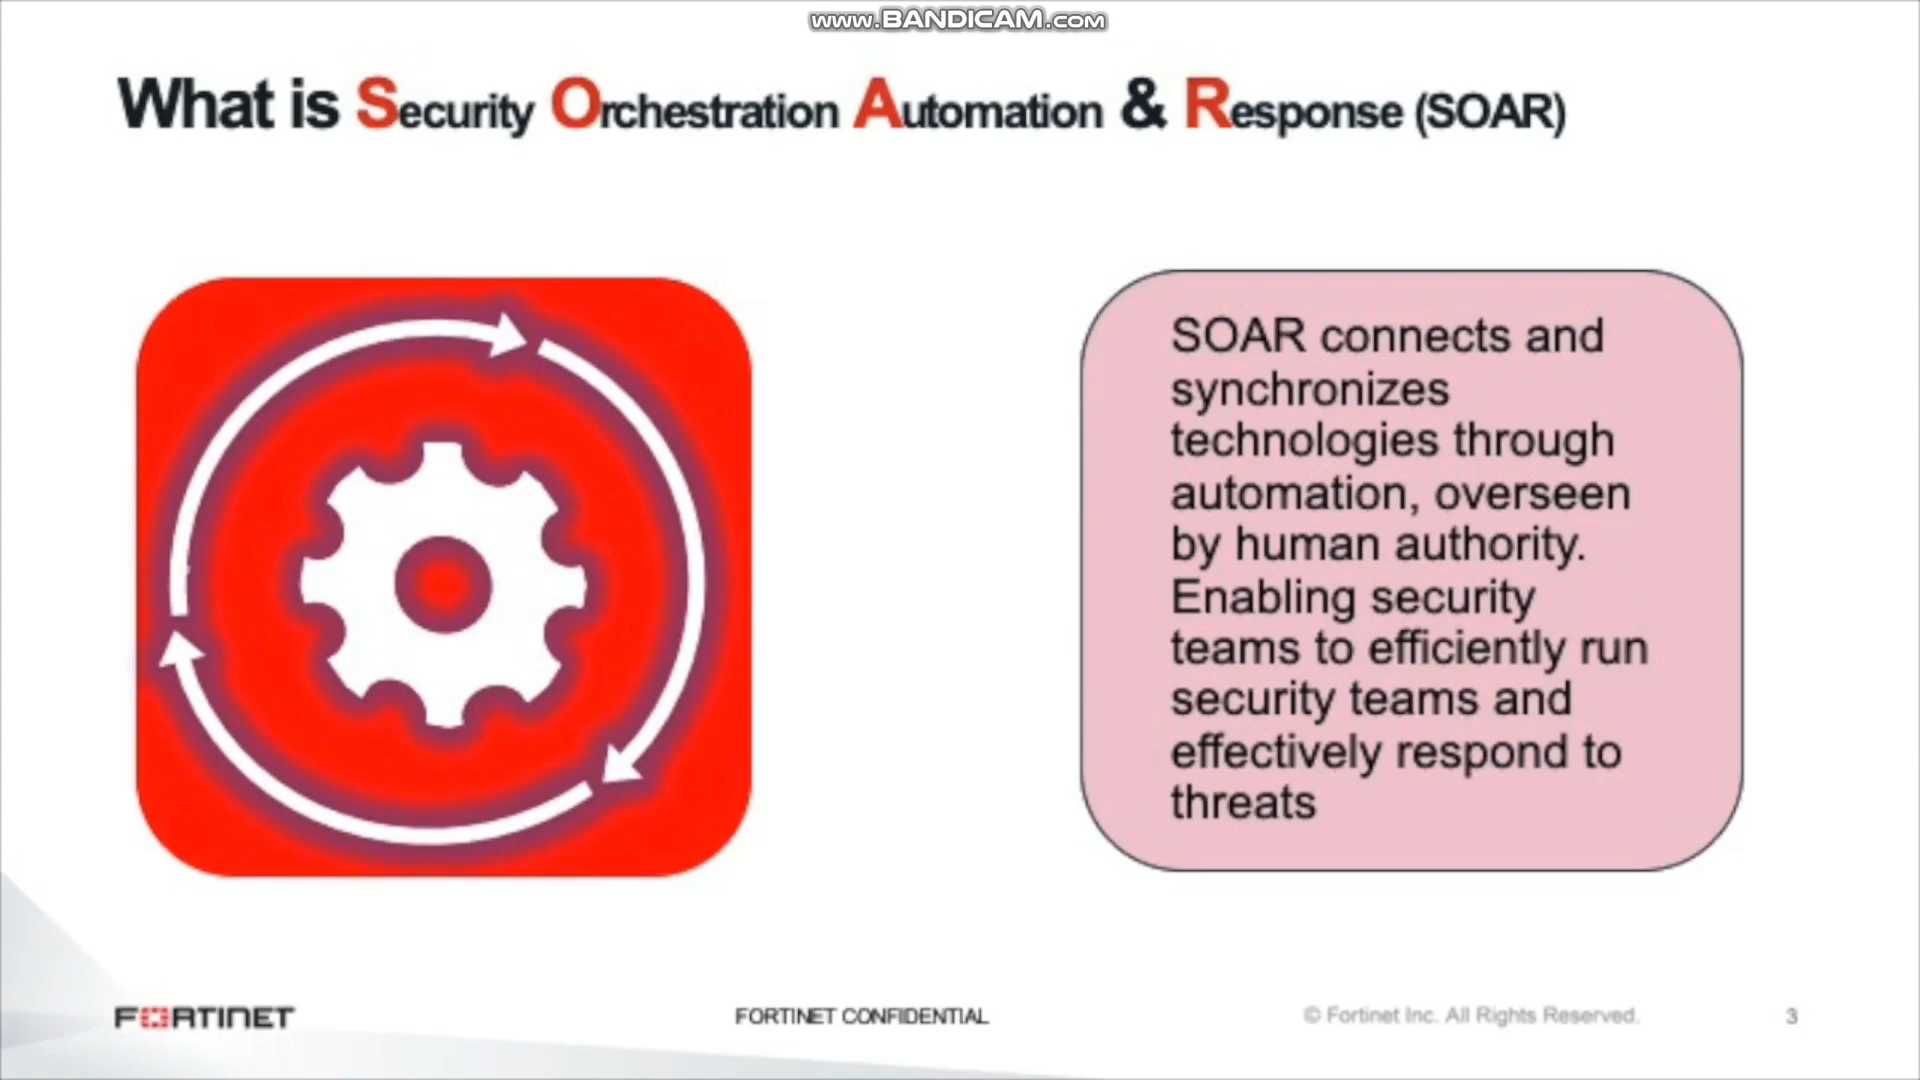 www.BANDICAM.com
What is Security Orchestration Automation & Response (SOAR)
SOAR connects and
synchronizes
technologies through
automation, overseen
by human authority.
Enabling security
teams to efficiently run
security teams and
effectively respond to
threats
FORTINET
FORTINET CONFIDENTIAL
© Fortinet Inc. All Rights Reserved.
3